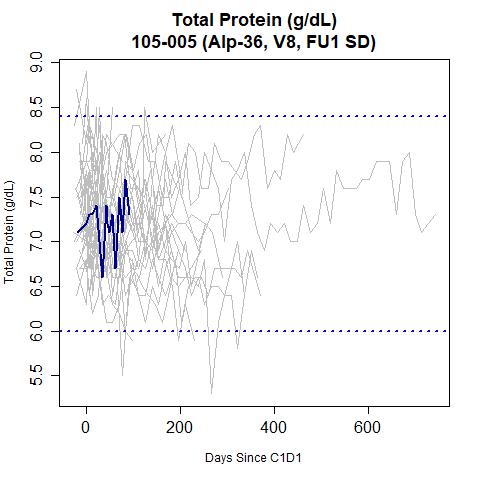 Total Protein (g/dL)
105-005 (Alp-36, V8, FU1 SD)
Total Protein (g/dL)
9.0
8.5
8.0
7.5
7.0
6.5
6.0
5.5
0 200 400 600
Days Since C1D1